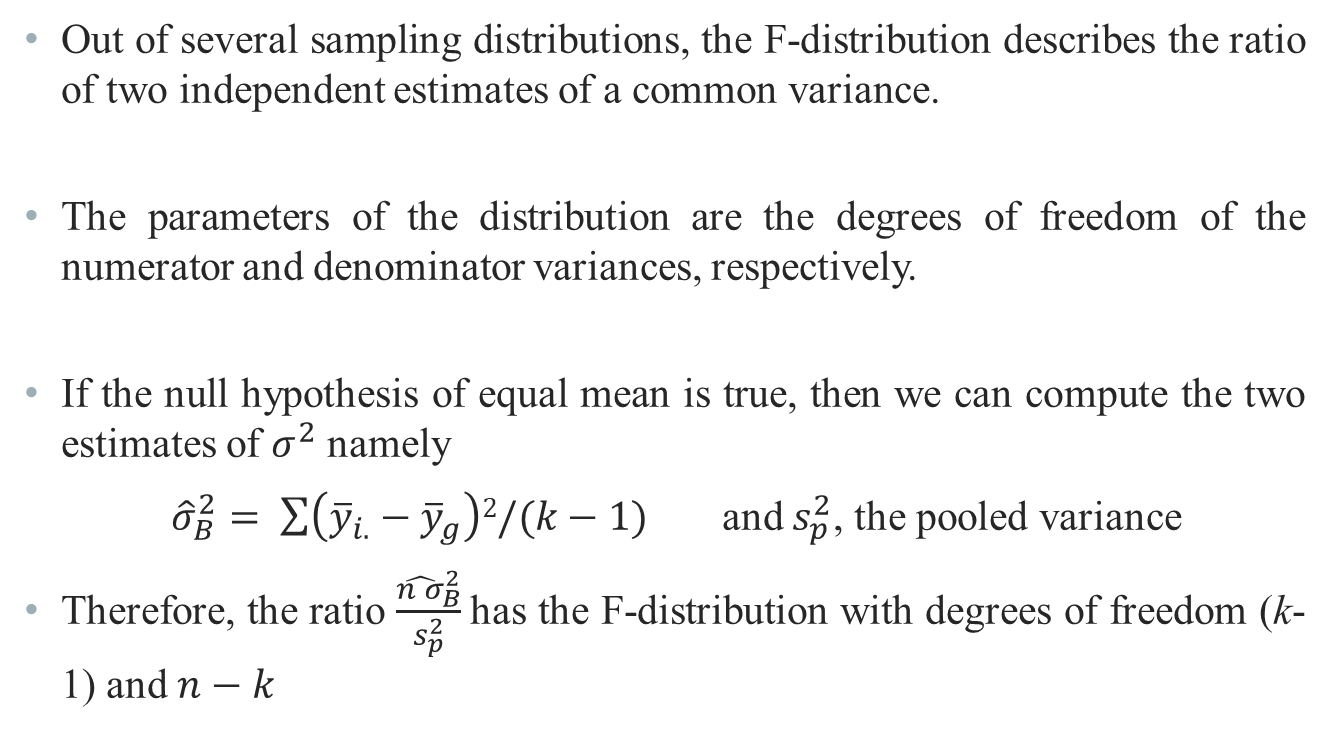 • Out of several sampling distributions, the F-distribution describes the ratio
of two independent estimates of a common variance.
• The parameters of the distribution are the degrees of freedom of the
numerator and denominator variances, respectively.
• If the null hypothesis of equal mean is true, then we can compute the two
estimates of σ² namely
σ̂²_B = ∑(ȳ_i. − ȳ_g)²/(k − 1) and s²_p, the pooled variance
• Therefore, the ratio \frac{\widehat{n σ}²_B}{s²_p} has the F-distribution with degrees of freedom (k-
1) and n − k